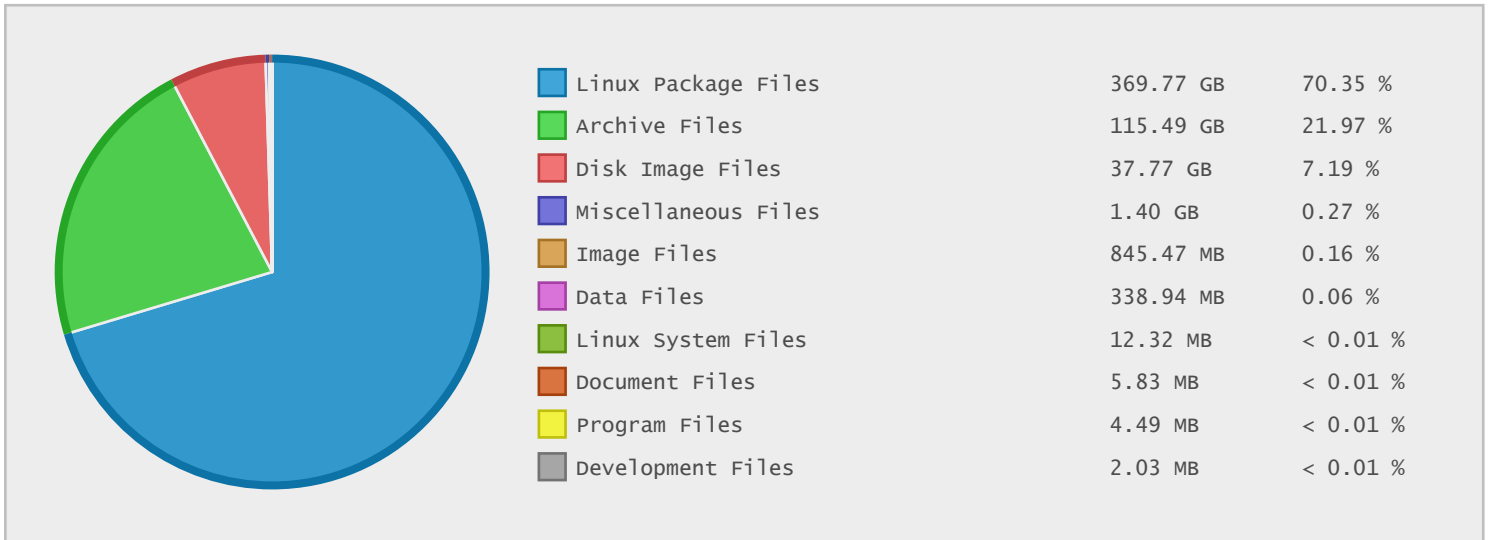 Linux Package Files 369.77 GB 70.35 %
Archive Files 115.49 GB 21.97 %
Disk Image Files 37.77 GB 7.19 %
Miscellaneous Files 1.40 GB 0.27 %
Image Files 845.47 MB 0.16 %
Data Files 338.94 MB 0.06 %
Linux System Files 12.32 MB < 0.01 %
Document Files 5.83 MB < 0.01 %
Program Files 4.49 MB < 0.01 %
Development Files 2.03 MB < 0.01 %